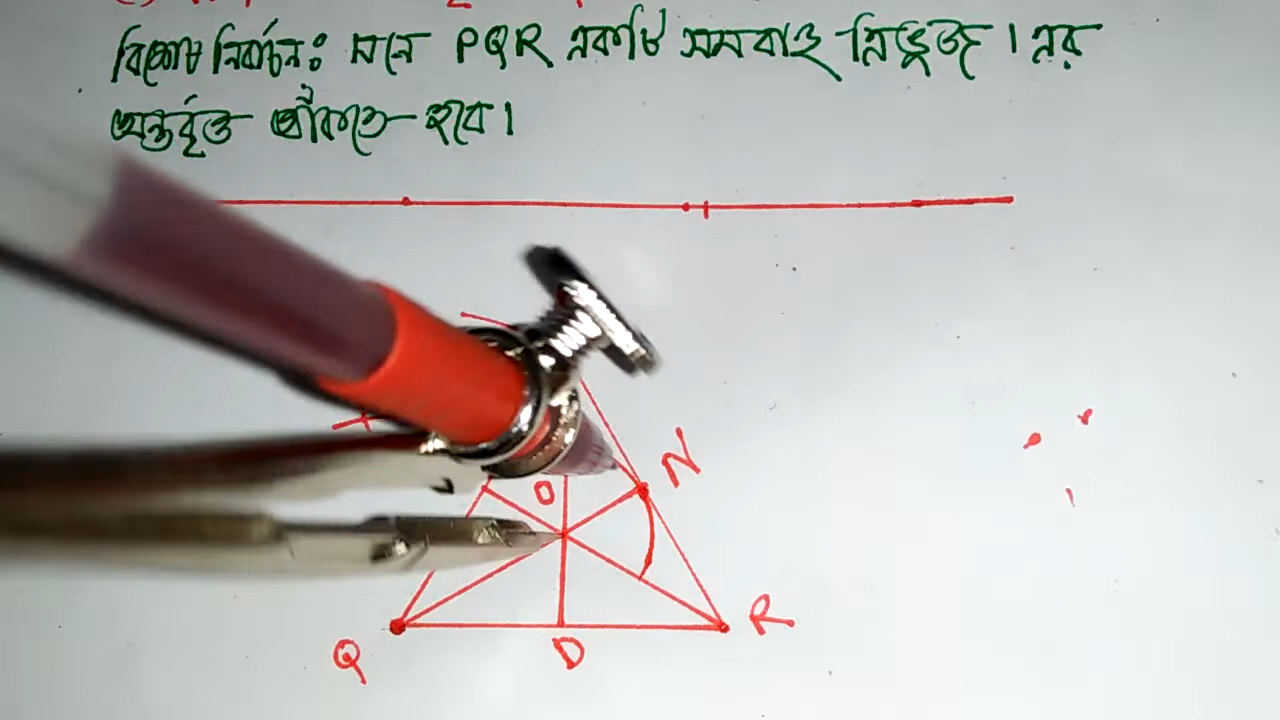 বিশেষ নির্বচন: মনে PQR একটি সমবাহু ত্রিভুজ। এর
অন্তর্বৃত্ত আঁকতে হবে।
N
O
Q
D
R